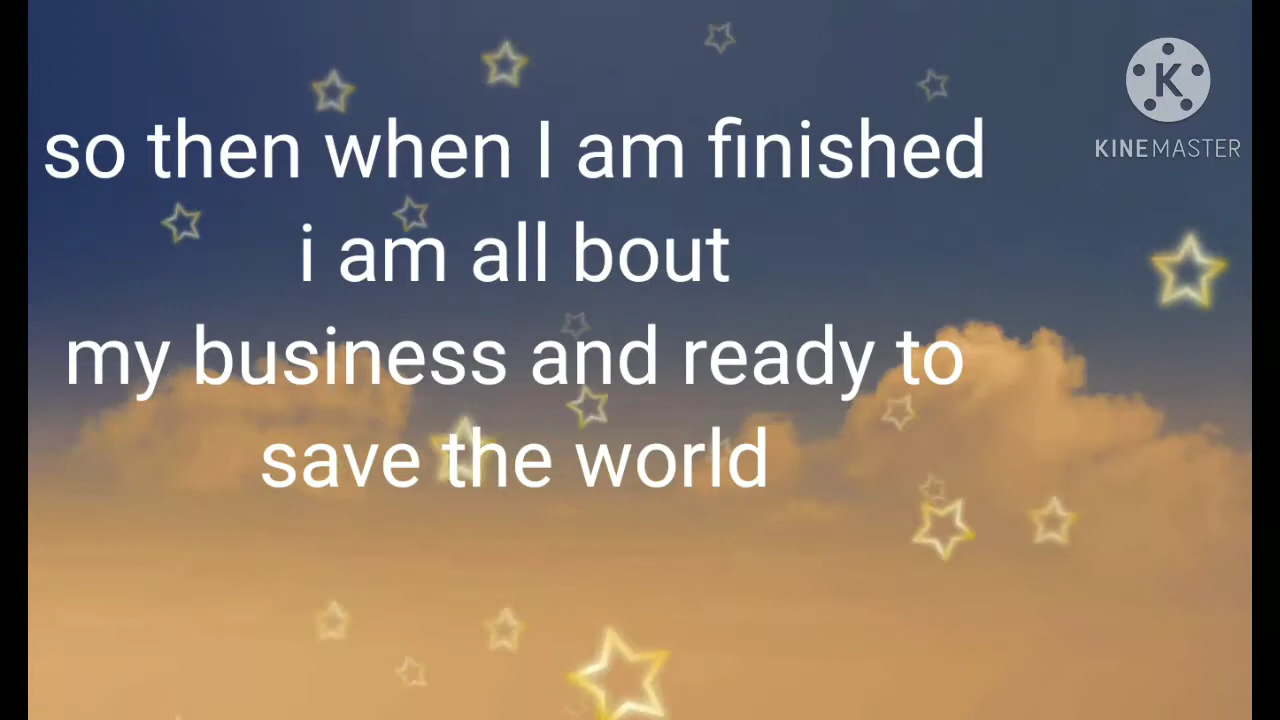 so then when I am finished
i am all bout
my business and ready to
save the world
K
KINEMASTER